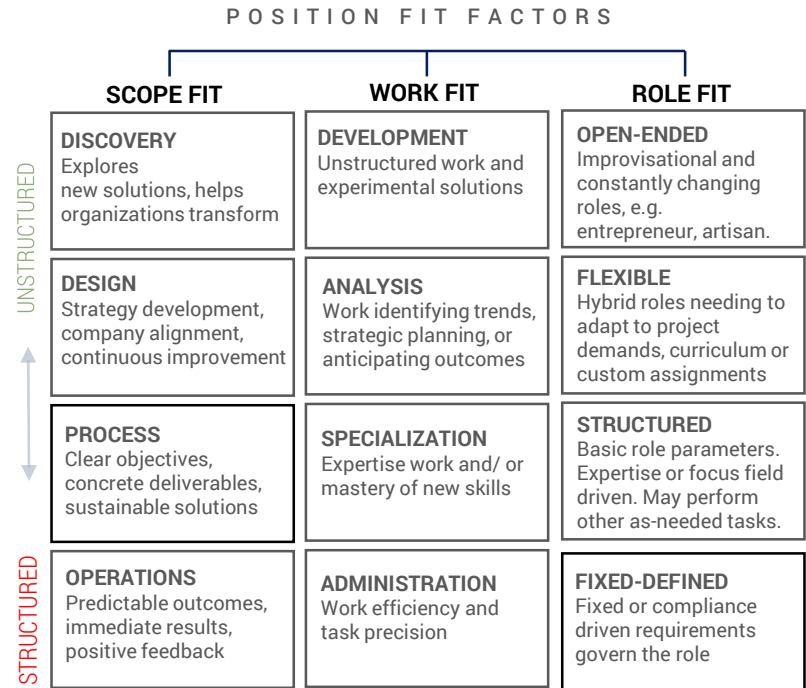 POSITION FIT FACTORS
SCOPE FIT
WORK FIT
ROLE FIT
UNSTRUCTURED
STRUCTURED
DISCOVERY
Explores
new solutions, helps
organizations transform
DEVELOPMENT
Unstructured work and
experimental solutions
OPEN-ENDED
Improvisational and
constantly changing
roles, e.g.
entrepreneur, artisan.
DESIGN
Strategy development,
company alignment,
continuous improvement
ANALYSIS
Work identifying trends,
strategic planning, or
anticipating outcomes
FLEXIBLE
Hybrid roles needing to
adapt to project
demands, curriculum or
custom assignments
PROCESS
Clear objectives,
concrete deliverables,
sustainable solutions
SPECIALIZATION
Expertise work and/ or
mastery of new skills
STRUCTURED
Basic role parameters.
Expertise or focus field
driven. May perform
other as-needed tasks.
OPERATIONS
Predictable outcomes,
immediate results,
positive feedback
ADMINISTRATION
Work efficiency and
task precision
FIXED-DEFINED
Fixed or compliance
driven requirements
govern the role